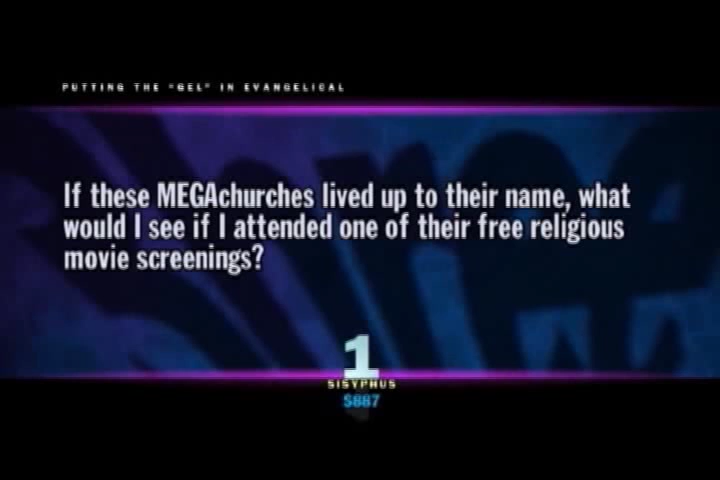 PUTTING THE "GEL" IN EVANGELICAL
If these MEGAchurches lived up to their name, what
would I see if I attended one of their free religious
movie screenings?
1
SISYPHUS
$887